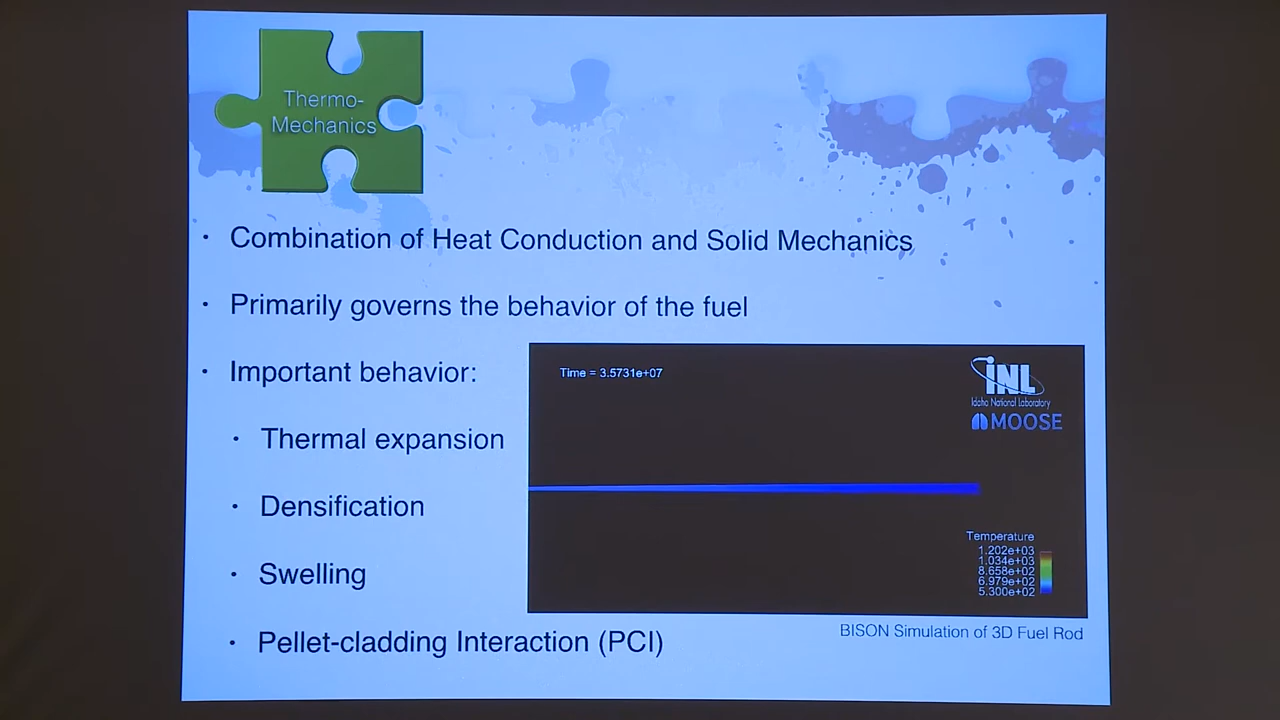 Thermo-
Mechanics
· Combination of Heat Conduction and Solid Mechanics
· Primarily governs the behavior of the fuel
· Important behavior:
· Thermal expansion
· Densification
· Swelling
· Pellet-cladding Interaction (PCI)
Time = 3.5731e+07
INL
Idaho National Laboratory
MOOSE
Temperature
1.202e+03
1.034e+03
8.658e+02
6.979e+02
5.300e+02
BISON Simulation of 3D Fuel Rod